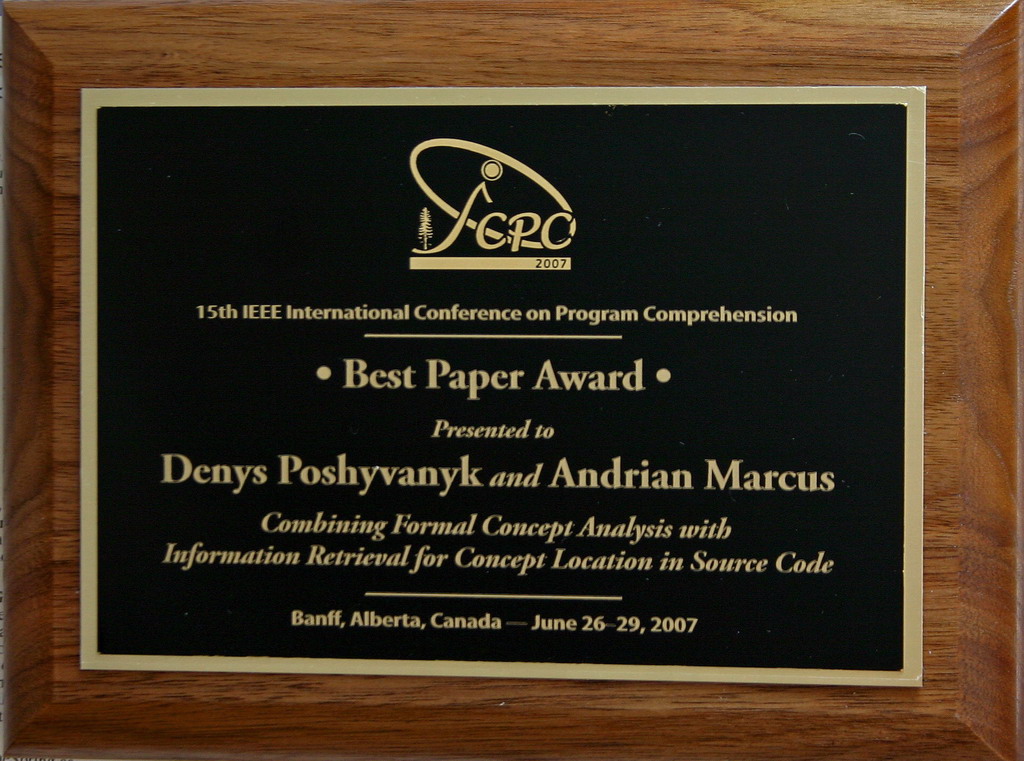 ICPC
2007
15th IEEE International Conference on Program Comprehension
• Best Paper Award •
Presented to
Denys Poshyvanyk and Andrian Marcus
Combining Formal Concept Analysis with
Information Retrieval for Concept Location in Source Code
Banff, Alberta, Canada — June 26–29, 2007